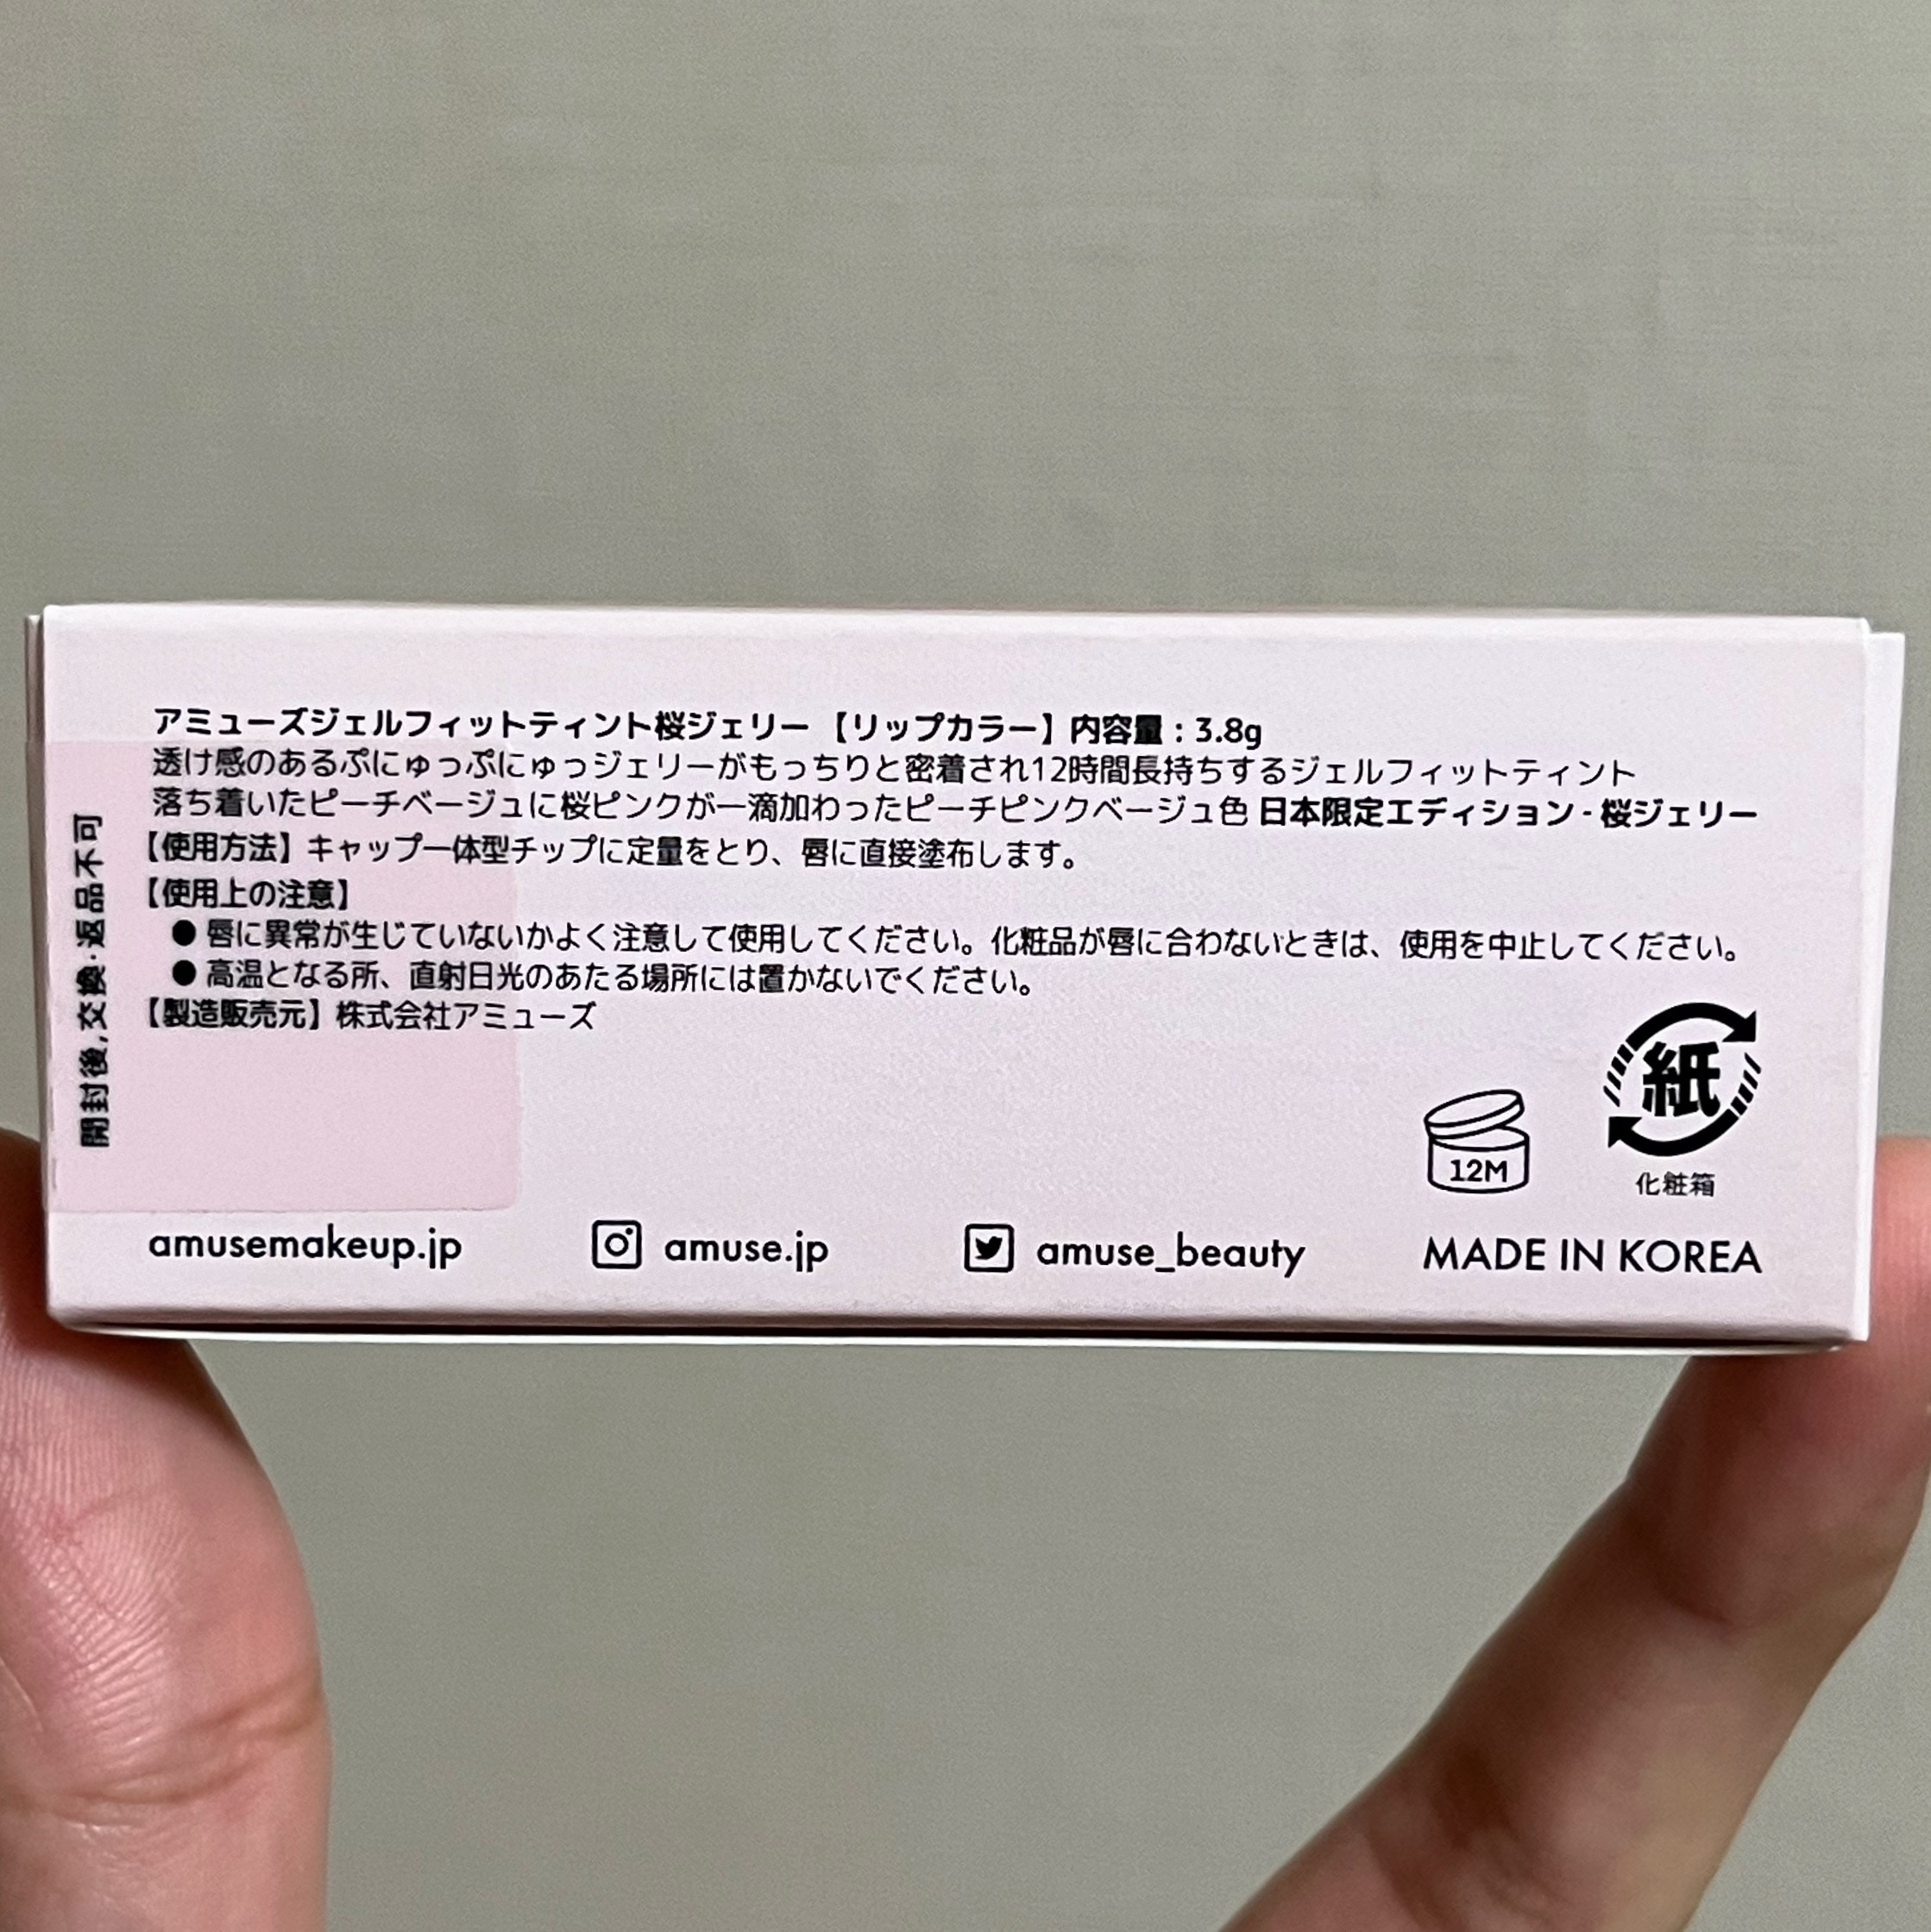 アミューズジェルフィットティント桜ジェリー 【リップカラー】内容量：3.8g
透け感のあるぷにゅっぷにゅっジェリーがもっちりと密着され12時間長持ちするジェルフィットティント
落ち着いたピーチベージュに桜ピンクが一滴加わったピーチピンクベージュ色 日本限定エディション - 桜ジェリー
【使用方法】キャップ一体型チップに定量をとり、唇に直接塗布します。
【使用上の注意】
● 唇に異常が生じていないかよく注意して使用してください。化粧品が唇に合わないときは、使用を中止してください。
● 高温となる所、直射日光のあたる場所には置かないでください。
【製造販売元】株式会社アミューズ
開封後,交換·返品不可
12M
紙
化粧箱
amusemakeup.jp
amuse.jp
amuse_beauty
MADE IN KOREA